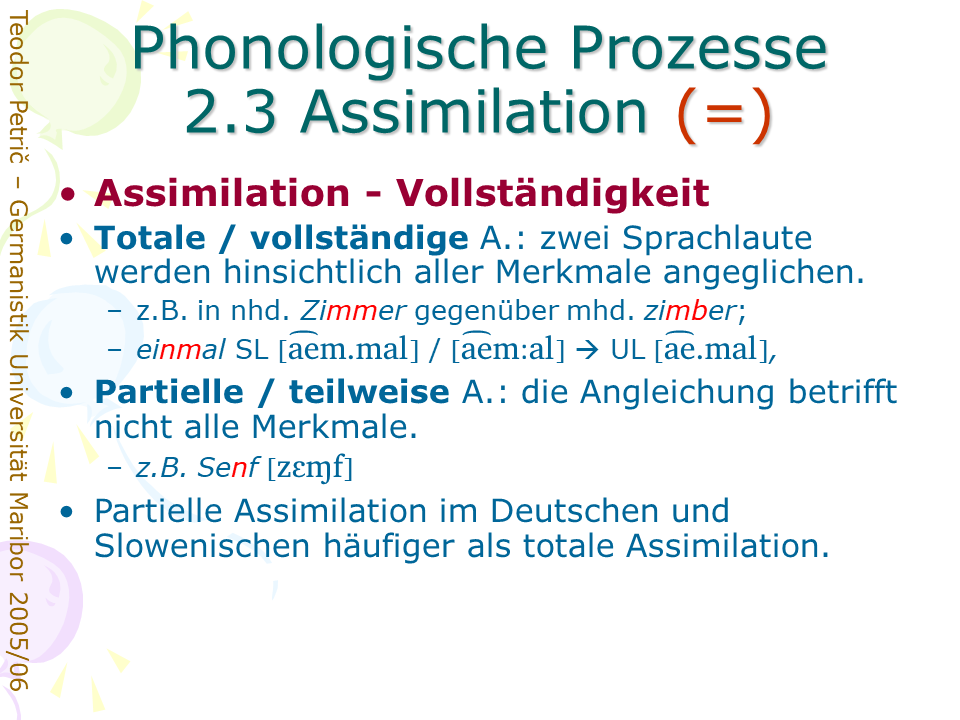 Phonologische Prozesse
2.3 Assimilation (=)
• Assimilation - Vollständigkeit
• Totale / vollständige A.: zwei Sprachlaute
werden hinsichtlich aller Merkmale angeglichen.
– z.B. in nhd. Zimmer gegenüber mhd. zimber;
– einmal SL [a͡em.mal] / [a͡em:al] → UL [a͡e.mal],
• Partielle / teilweise A.: die Angleichung betrifft
nicht alle Merkmale.
– z.B. Senf [zɛɱf]
• Partielle Assimilation im Deutschen und
Slowenischen häufiger als totale Assimilation.
Teodor Petrič – Germanistik Universität Maribor 2005/06